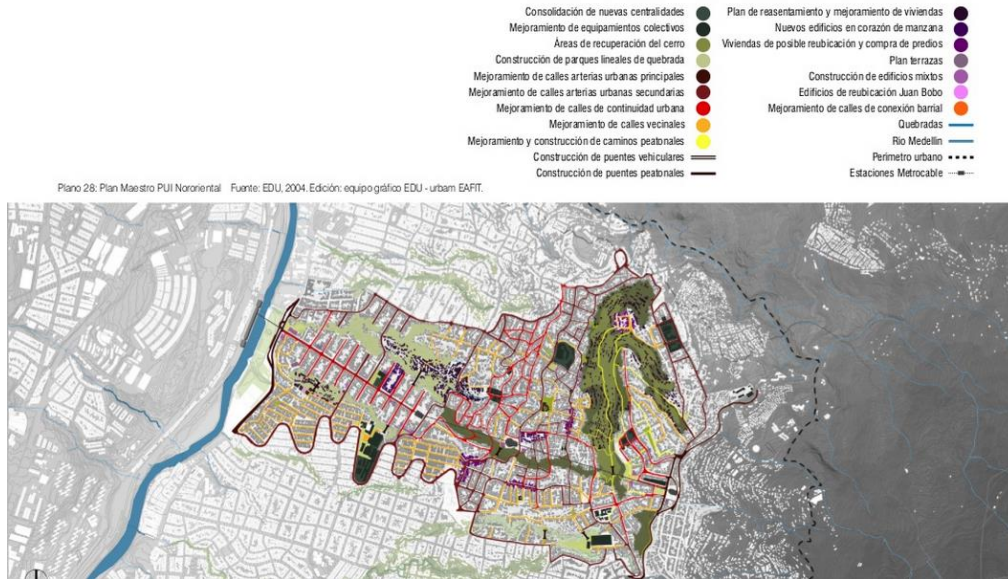 Consolidación de nuevas centralidades
Mejoramiento de equipamientos colectivos
Áreas de recuperación del cerro
Construcción de parques lineales de quebrada
Mejoramiento de calles arterias urbanas principales
Mejoramiento de calles arterias urbanas secundarias
Mejoramiento de calles de continuidad urbana
Mejoramiento de calles vecinales
Mejoramiento y construcción de caminos peatonales
Construcción de puentes vehiculares
Construcción de puentes peatonales
Plan de reasentamiento y mejoramiento de viviendas
Nuevos edificios en corazón de manzana
Viviendas de posible reubicación y compra de predios
Plan terrazas
Construcción de edificios mixtos
Edificios de reubicación Juan Bobo
Mejoramiento de calles de conexión barrial
Quebradas
Rio Medellin
Perimetro urbano
Estaciones Metrocable
Plano 28: Plan Maestro PUI Nororiental Fuente: EDU, 2004. Edición: equipo gráfico EDU - urbam EAFIT.